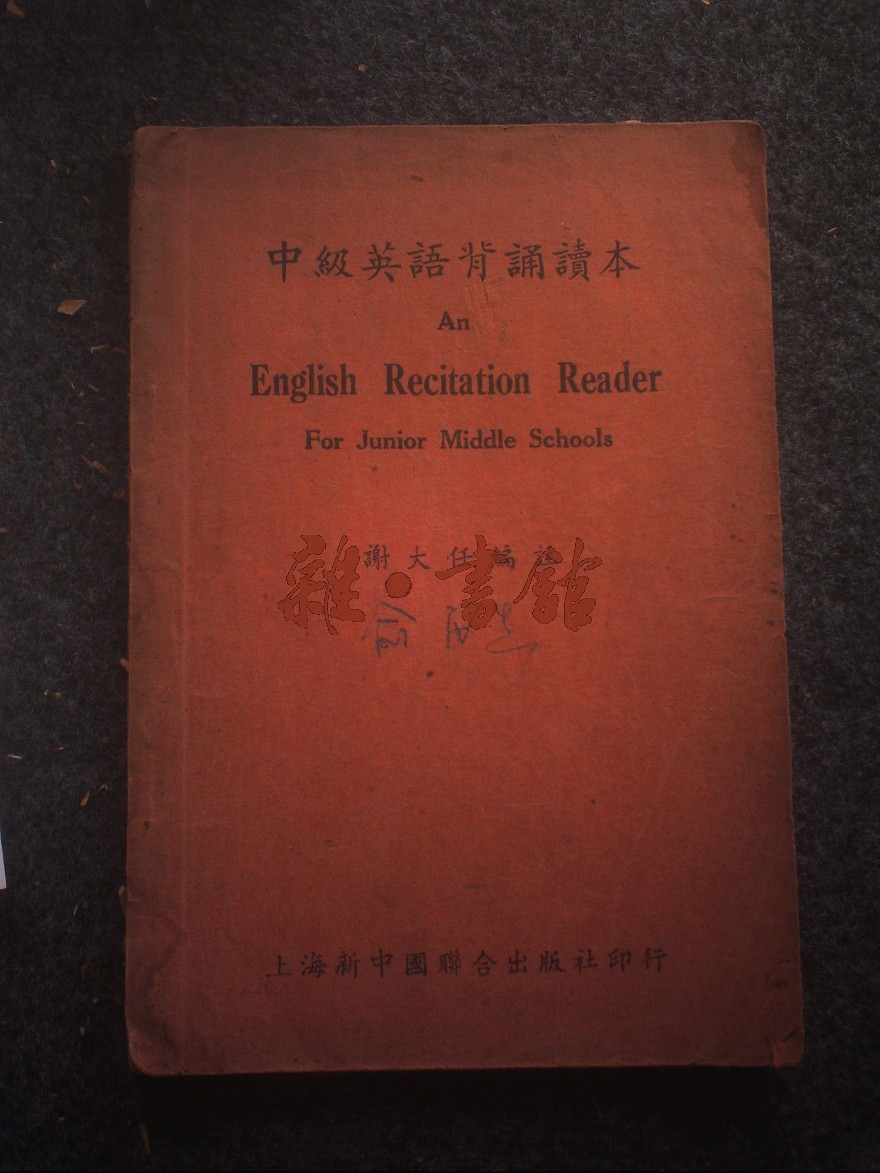 中級英語背誦讀本
An
English Recitation Reader
For Junior Middle Schools
謝大任編註
雜·書館
上海新中國聯合出版社印行